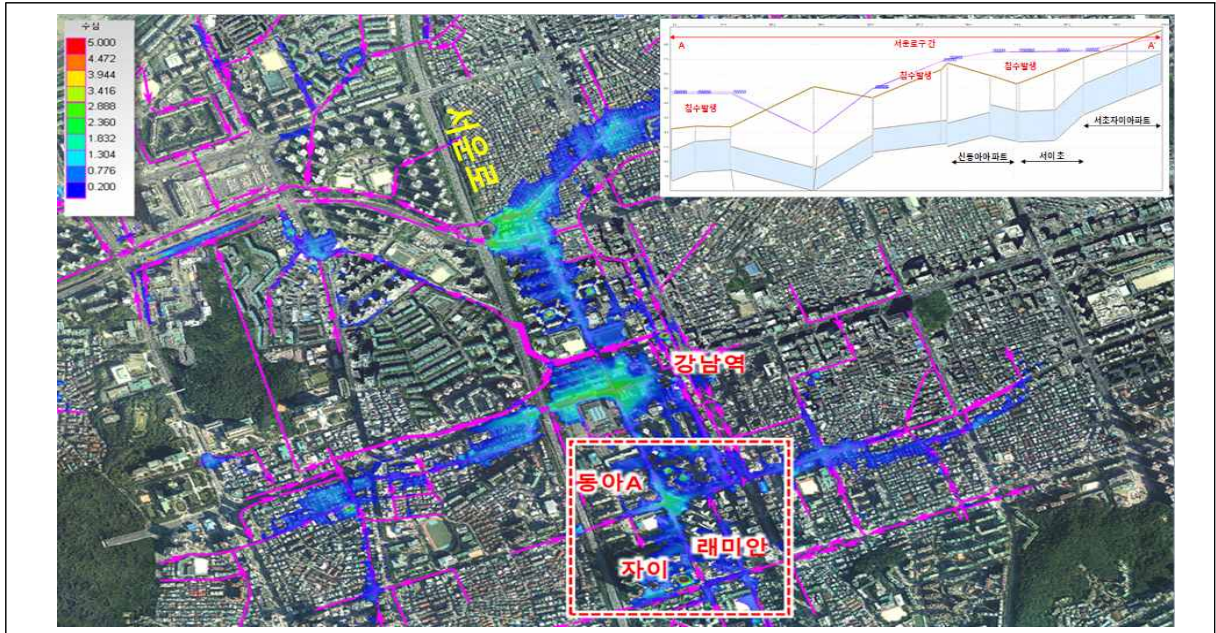 수심
5.000
4.472
3.944
3.416
2.888
2.360
1.832
1.304
0.776
0.200
A 서운로구간 A'
침수발생
침수발생
침수발생
서초자이아파트
신동아아파트
서이초
서운로
강남역
동아A
래미안
자이